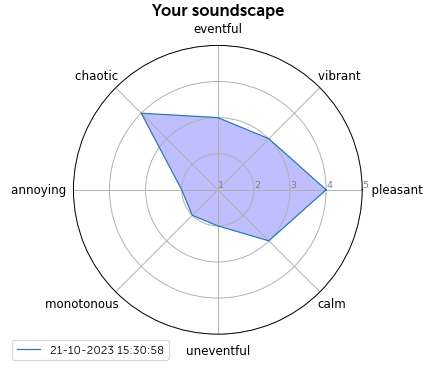 Your soundscape
eventful
chaotic
vibrant
annoying
1 2 3 4 5
pleasant
monotonous
calm
uneventful
21-10-2023 15:30:58